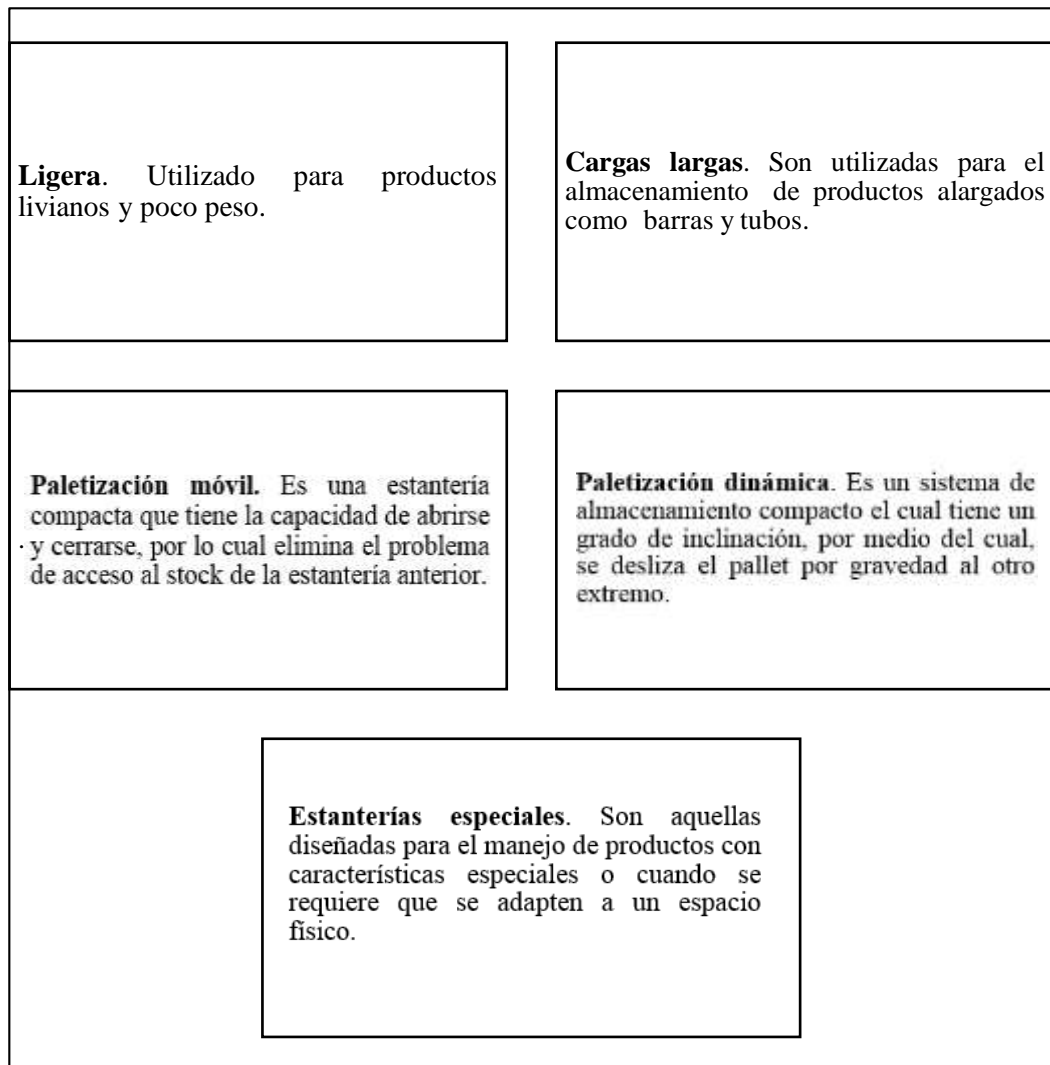 Ligera. Utilizado para productos
livianos y poco peso.
Cargas largas. Son utilizadas para el
almacenamiento de productos alargados
como barras y tubos.
Paletización móvil. Es una estantería
compacta que tiene la capacidad de abrirse
y cerrarse, por lo cual elimina el problema
de acceso al stock de la estantería anterior.
Paletización dinámica. Es un sistema de
almacenamiento compacto el cual tiene un
grado de inclinación, por medio del cual,
se desliza el pallet por gravedad al otro
extremo.
Estanterías especiales. Son aquellas
diseñadas para el manejo de productos con
características especiales o cuando se
requiere que se adapten a un espacio
físico.